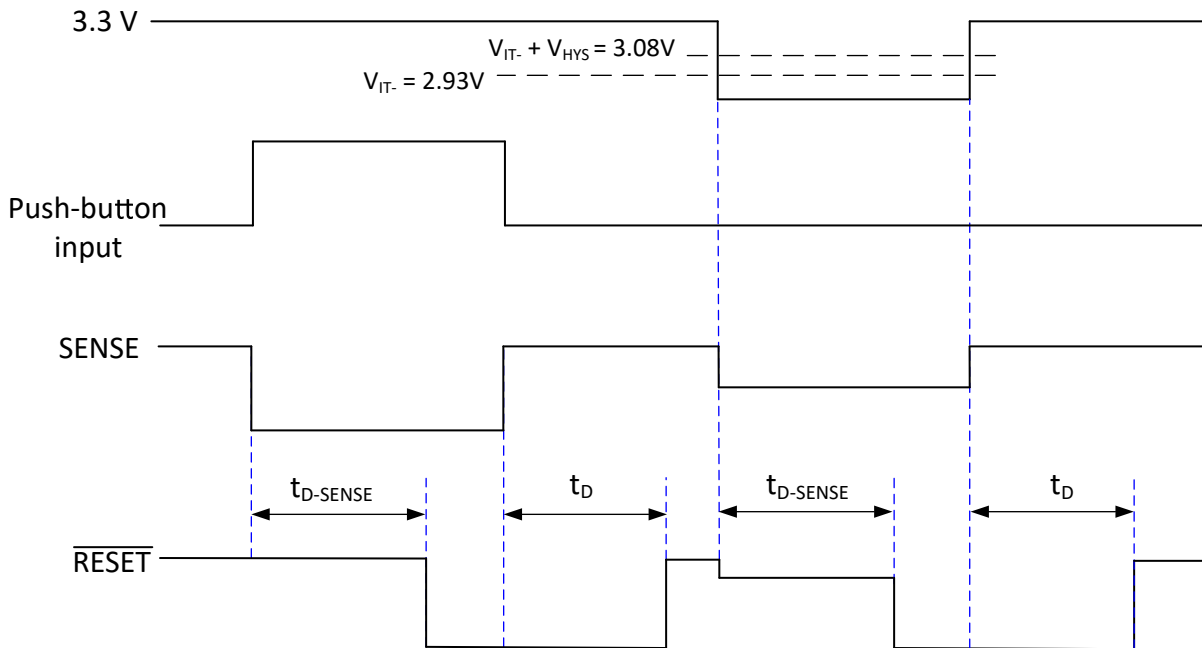 3.3 V
V_IT- + V_HYS = 3.08V
V_IT- = 2.93V
Push-button
input
SENSE
t_D-SENSE t_D t_D-SENSE t_D
R̅E̅S̅E̅T̅